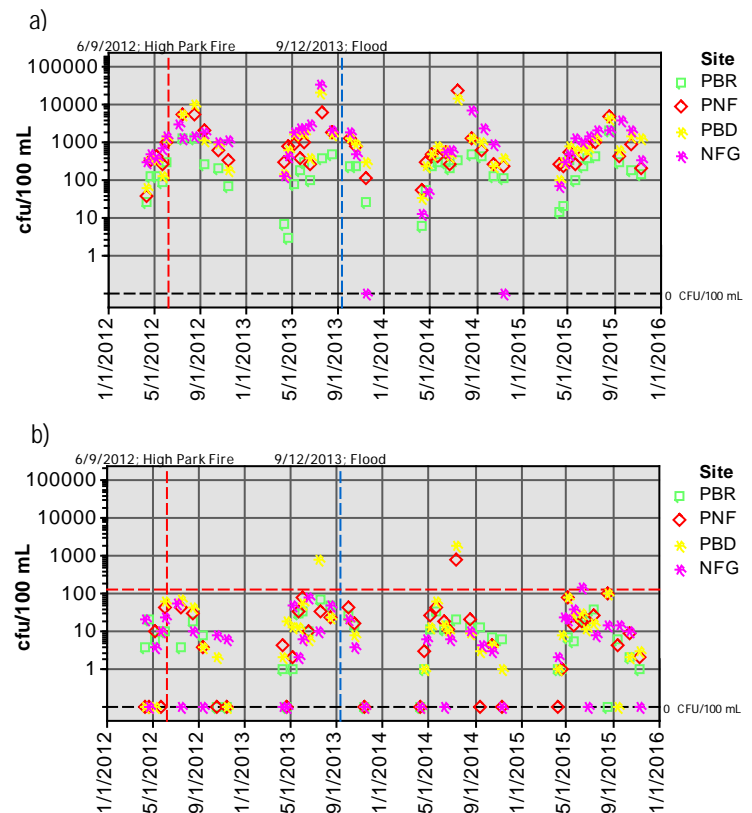 a)
6/9/2012; High Park Fire 9/12/2013; Flood
Site
PBR
PNF
PBD
NFG
cfu/100 mL
100000
10000
1000
100
10
1
0 CFU/100 mL
1/1/2012
5/1/2012
9/1/2012
1/1/2013
5/1/2013
9/1/2013
1/1/2014
5/1/2014
9/1/2014
1/1/2015
5/1/2015
9/1/2015
1/1/2016
b)
6/9/2012; High Park Fire 9/12/2013; Flood
Site
PBR
PNF
PBD
NFG
cfu/100 mL
100000
10000
1000
100
10
1
0 CFU/100 mL
1/1/2012
5/1/2012
9/1/2012
1/1/2013
5/1/2013
9/1/2013
1/1/2014
5/1/2014
9/1/2014
1/1/2015
5/1/2015
9/1/2015
1/1/2016